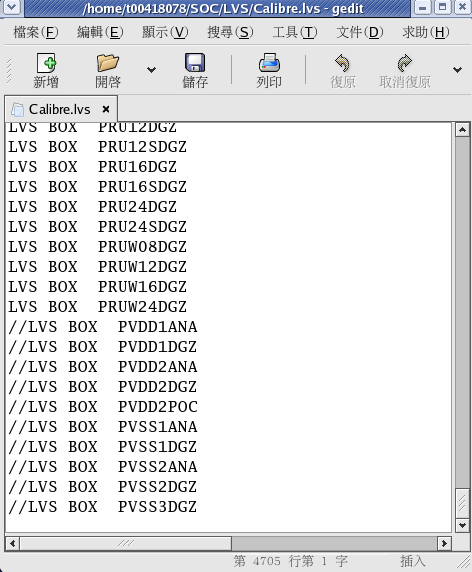 /home/t00418078/SOC/LVS/Calibre.lvs - gedit
檔案(F) 編輯(E) 顯示(V) 搜尋(S) 工具(T) 文件(D) 求助(H)
新增 開啓 儲存 列印 復原 取消復原
Calibre.lvs ×
LVS BOX  PRU12DGZ
LVS BOX  PRU12SDGZ
LVS BOX  PRU16DGZ
LVS BOX  PRU16SDGZ
LVS BOX  PRU24DGZ
LVS BOX  PRU24SDGZ
LVS BOX  PRUW08DGZ
LVS BOX  PRUW12DGZ
LVS BOX  PRUW16DGZ
LVS BOX  PRUW24DGZ
//LVS BOX  PVDD1ANA
//LVS BOX  PVDD1DGZ
//LVS BOX  PVDD2ANA
//LVS BOX  PVDD2DGZ
//LVS BOX  PVDD2POC
//LVS BOX  PVSS1ANA
//LVS BOX  PVSS1DGZ
//LVS BOX  PVSS2ANA
//LVS BOX  PVSS2DGZ
//LVS BOX  PVSS3DGZ
第 4705 行第 1 字 插入